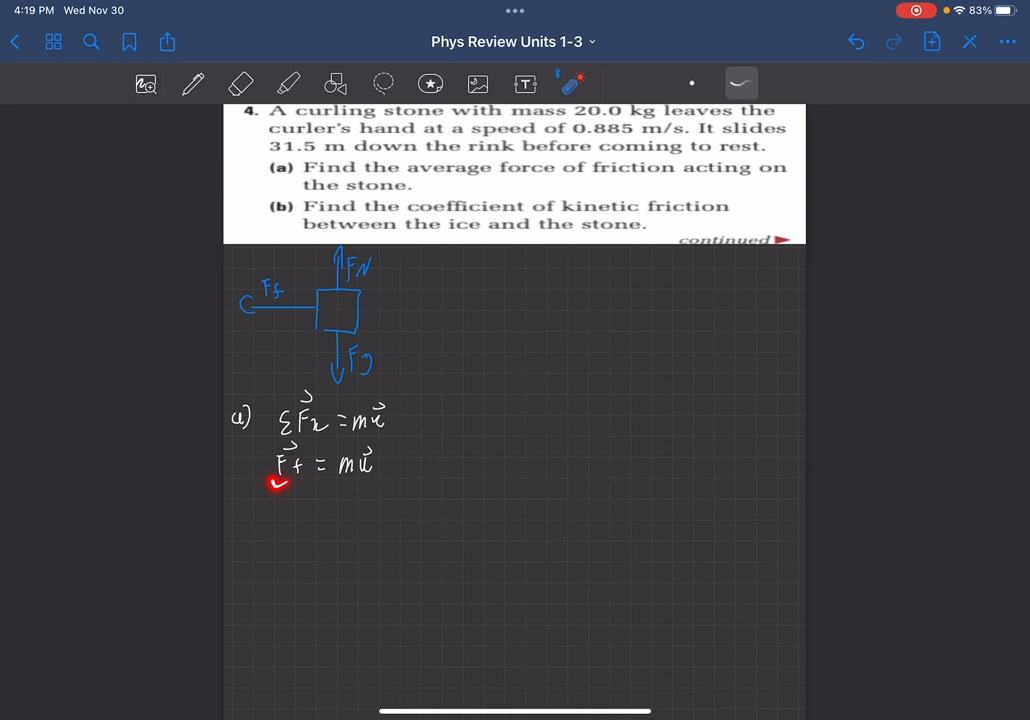 4:19 PM Wed Nov 30
83%
Phys Review Units 1-3
4. A curling stone with mass 20.0 kg leaves the
curler's hand at a speed of 0.885 m/s. It slides
31.5 m down the rink before coming to rest.
(a) Find the average force of friction acting on
the stone.
(b) Find the coefficient of kinetic friction
between the ice and the stone.
continued
FN
Ff
Fg
a) ΣF⃗x = ma⃗
F⃗f = ma⃗